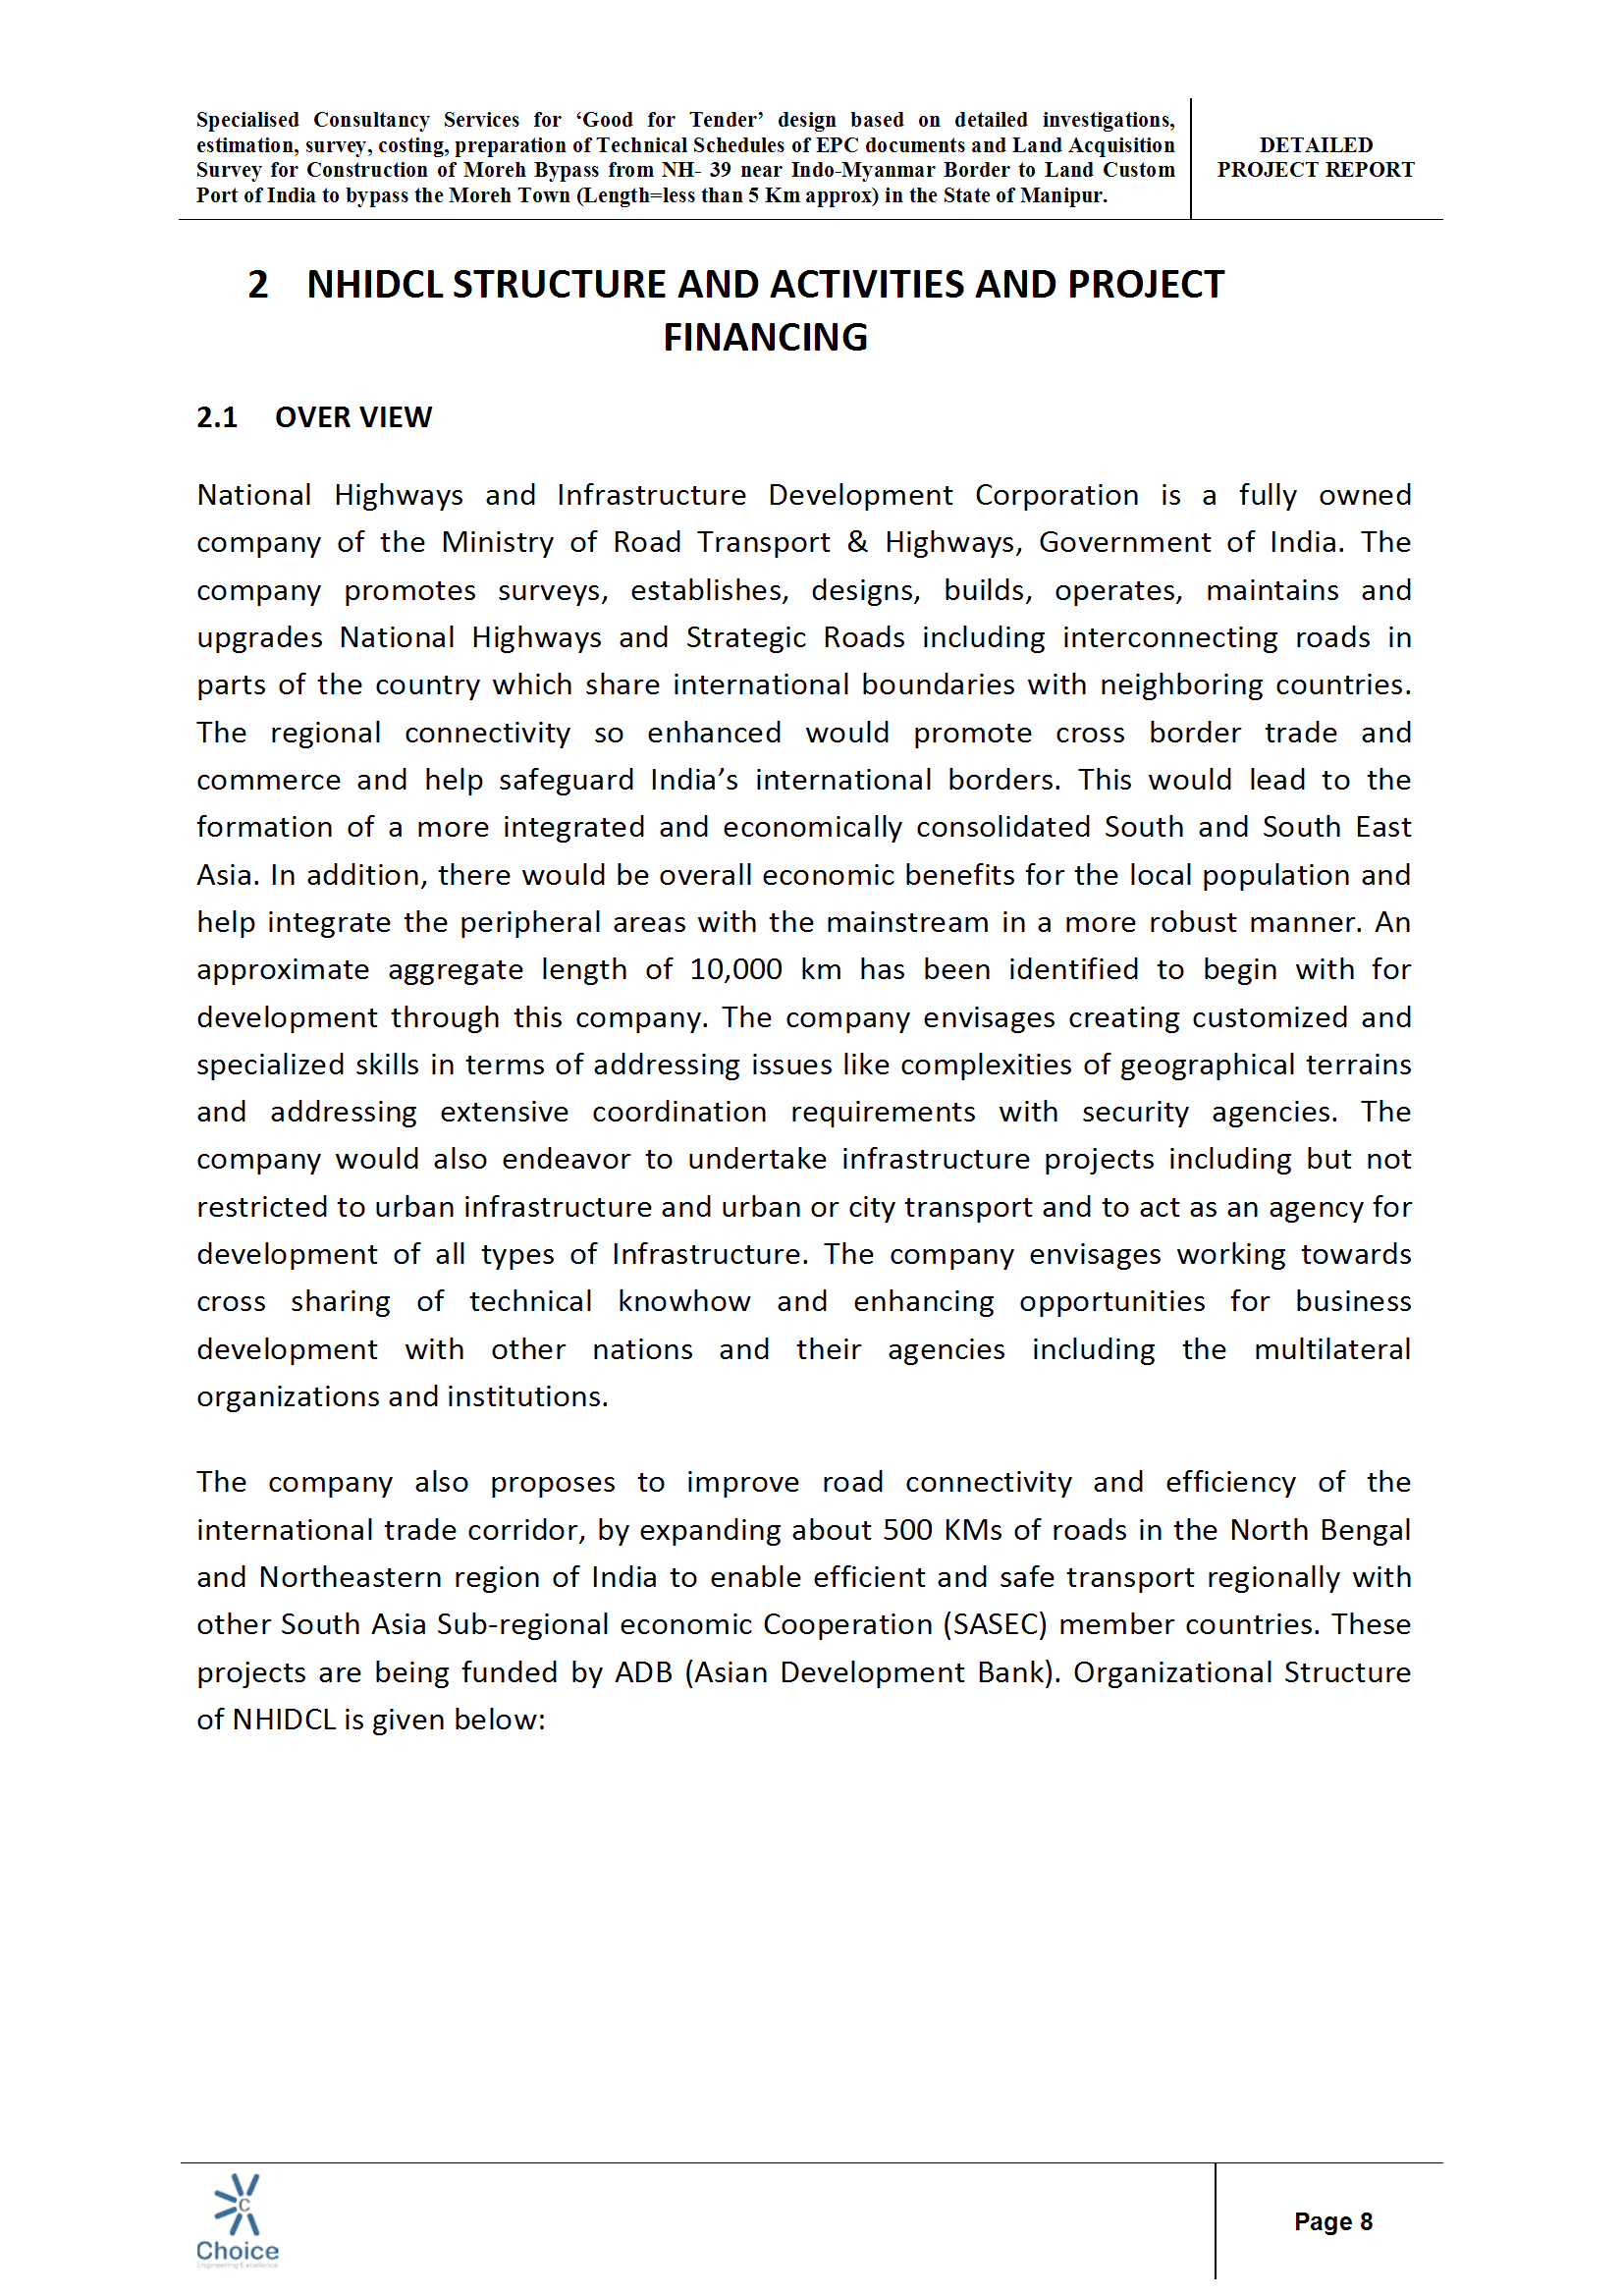 Specialised Consultancy Services for ‘Good for Tender’ design based on detailed investigations,
estimation, survey, costing, preparation of Technical Schedules of EPC documents and Land Acquisition
Survey for Construction of Moreh Bypass from NH- 39 near Indo-Myanmar Border to Land Custom
Port of India to bypass the Moreh Town (Length=less than 5 Km approx) in the State of Manipur.
DETAILED
PROJECT REPORT
2 NHIDCL STRUCTURE AND ACTIVITIES AND PROJECT
FINANCING
2.1 OVER VIEW
National Highways and Infrastructure Development Corporation is a fully owned
company of the Ministry of Road Transport & Highways, Government of India. The
company promotes surveys, establishes, designs, builds, operates, maintains and
upgrades National Highways and Strategic Roads including interconnecting roads in
parts of the country which share international boundaries with neighboring countries.
The regional connectivity so enhanced would promote cross border trade and
commerce and help safeguard India’s international borders. This would lead to the
formation of a more integrated and economically consolidated South and South East
Asia. In addition, there would be overall economic benefits for the local population and
help integrate the peripheral areas with the mainstream in a more robust manner. An
approximate aggregate length of 10,000 km has been identified to begin with for
development through this company. The company envisages creating customized and
specialized skills in terms of addressing issues like complexities of geographical terrains
and addressing extensive coordination requirements with security agencies. The
company would also endeavor to undertake infrastructure projects including but not
restricted to urban infrastructure and urban or city transport and to act as an agency for
development of all types of Infrastructure. The company envisages working towards
cross sharing of technical knowhow and enhancing opportunities for business
development with other nations and their agencies including the multilateral
organizations and institutions.
The company also proposes to improve road connectivity and efficiency of the
international trade corridor, by expanding about 500 KMs of roads in the North Bengal
and Northeastern region of India to enable efficient and safe transport regionally with
other South Asia Sub-regional economic Cooperation (SASEC) member countries. These
projects are being funded by ADB (Asian Development Bank). Organizational Structure
of NHIDCL is given below:
C
Choice
Engineering Excellence
Page 8